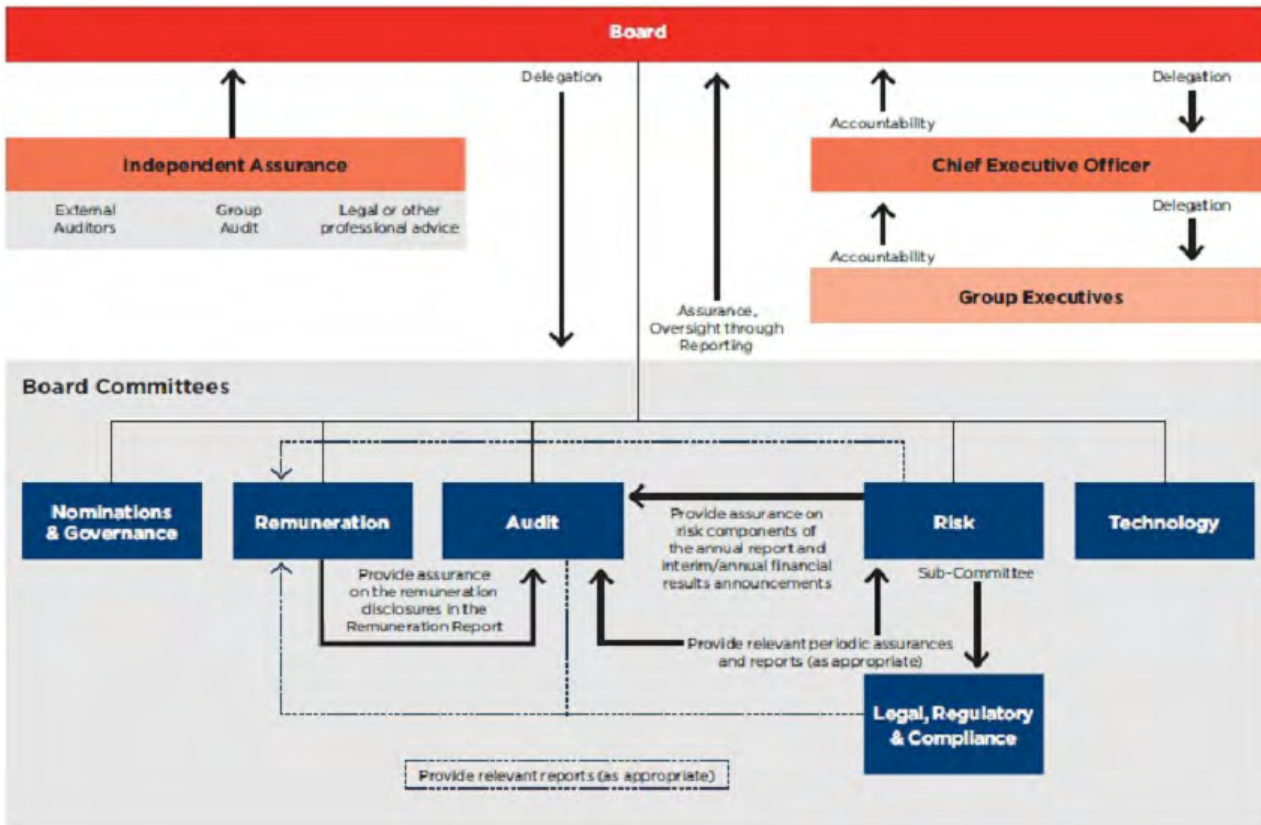 Board
Delegation
Delegation
Accountability
Independent Assurance
Chief Executive Officer
External
Auditors
Group
Audit
Legal or other
professional advice
Delegation
Accountability
Group Executives
Assurance,
Oversight through
Reporting
Board Committees
Nominations
& Governance
Remuneration
Audit
Provide assurance on
risk components of
the annual report and
interim/annual financial
results announcements
Risk
Technology
Sub-Committee
Provide assurance
on the remuneration
disclosures in the
Remuneration Report
Provide relevant periodic assurances
and reports (as appropriate)
Legal, Regulatory
& Compliance
Provide relevant reports (as appropriate)